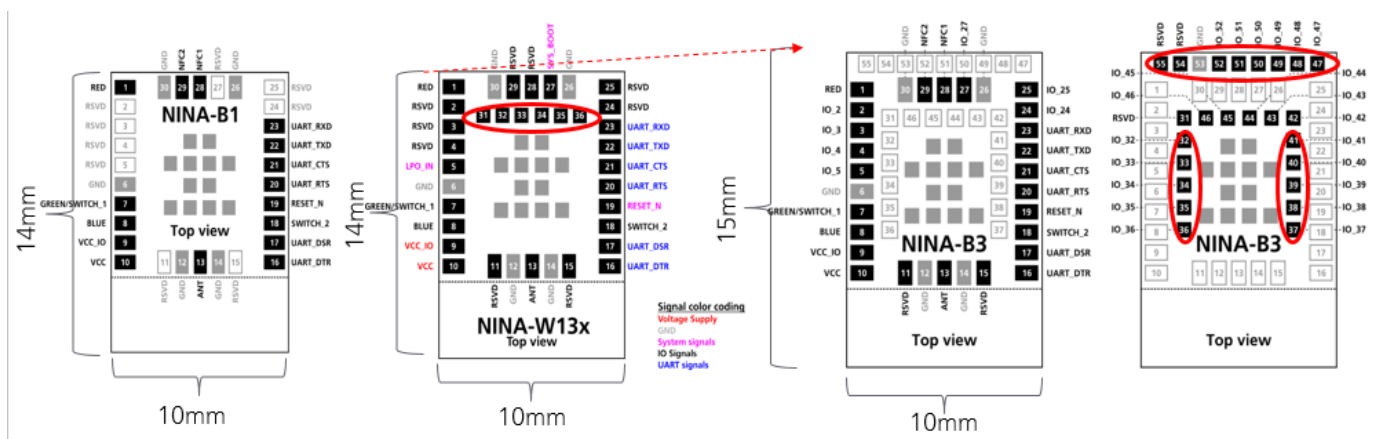 GND NFC2 NFC1 RSVD GND
30 29 28 27 26
RED 1 25 RSVD
RSVD 2 24 RSVD
NINA-B1
RSVD 3 23 UART_RXD
RSVD 4 22 UART_TXD
RSVD 5 21 UART_CTS
GND 6 20 UART_RTS
GREEN/SWITCH_1 7 19 RESET_N
Top view
BLUE 8 18 SWITCH_2
VCC_IO 9 17 UART_DSR
VCC 10 16 UART_DTR
11 12 13 14 15
RSVD GND ANT GND RSVD
14mm
10mm
GND RSVD RSVD SYS_BOOT GND
30 29 28 27 26
RED 1 25 RSVD
RSVD 2 24 RSVD
31 32 33 34 35 36
RSVD 3 23 UART_RXD
RSVD 4 22 UART_TXD
LPO_IN 5 21 UART_CTS
GND 6 20 UART_RTS
GREEN/SWITCH_1 7 19 RESET_N
BLUE 8 18 SWITCH_2
VCC_IO 9 17 UART_DSR
VCC 10 16 UART_DTR
11 12 13 14 15
RSVD GND ANT GND RSVD
NINA-W13x
Top view
14mm
10mm
Signal color coding
Voltage Supply
GND
System signals
IO Signals
UART signals
GND NFC2 NFC1 IO_27 GND
55 54 53 52 51 50 49 48 47
30 29 28 27 26
RED 1 25 IO_25
IO_2 2 24 IO_24
31 46 45 44 43 42
IO_3 3 23 UART_RXD
32 41
IO_4 4 22 UART_TXD
33 40
IO_5 5 21 UART_CTS
34 39
GND 6 20 UART_RTS
35 38
GREEN/SWITCH_1 7 19 RESET_N
36 37
BLUE 8 18 SWITCH_2
NINA-B3
VCC_IO 9 17 UART_DSR
VCC 10 16 UART_DTR
11 12 13 14 15
RSVD GND ANT GND RSVD
Top view
15mm
10mm
RSVD RSVD GND IO_52 IO_51 IO_50 IO_49 IO_48 IO_47
55 54 53 52 51 50 49 48 47
IO_45 IO_44
30 29 28 27 26
IO_46 1 25 IO_43
RSVD 2 31 46 45 44 43 42 24 IO_42
IO_32 3 32 41 23 IO_41
IO_33 4 33 40 22 IO_40
IO_34 5 34 39 21 IO_39
IO_35 6 35 38 20 IO_38
IO_36 7 36 37 19 IO_37
8 18
NINA-B3
9 17
10 16
11 12 13 14 15
Top view